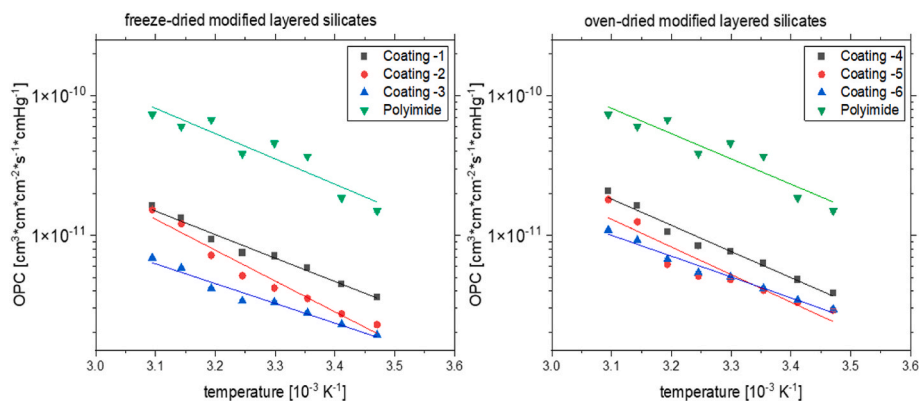 freeze-dried modified layered silicates
Coating -1
Coating -2
Coating -3
Polyimide
1×10⁻¹⁰
1×10⁻¹¹
OPC [cm³*cm*cm⁻²*s⁻¹*cmHg⁻¹]
3.0 3.1 3.2 3.3 3.4 3.5 3.6
temperature [10⁻³ K⁻¹]
oven-dried modified layered silicates
Coating -4
Coating -5
Coating -6
Polyimide
1×10⁻¹⁰
1×10⁻¹¹
OPC [cm³*cm*cm⁻²*s⁻¹*cmHg⁻¹]
3.0 3.1 3.2 3.3 3.4 3.5 3.6
temperature [10⁻³ K⁻¹]